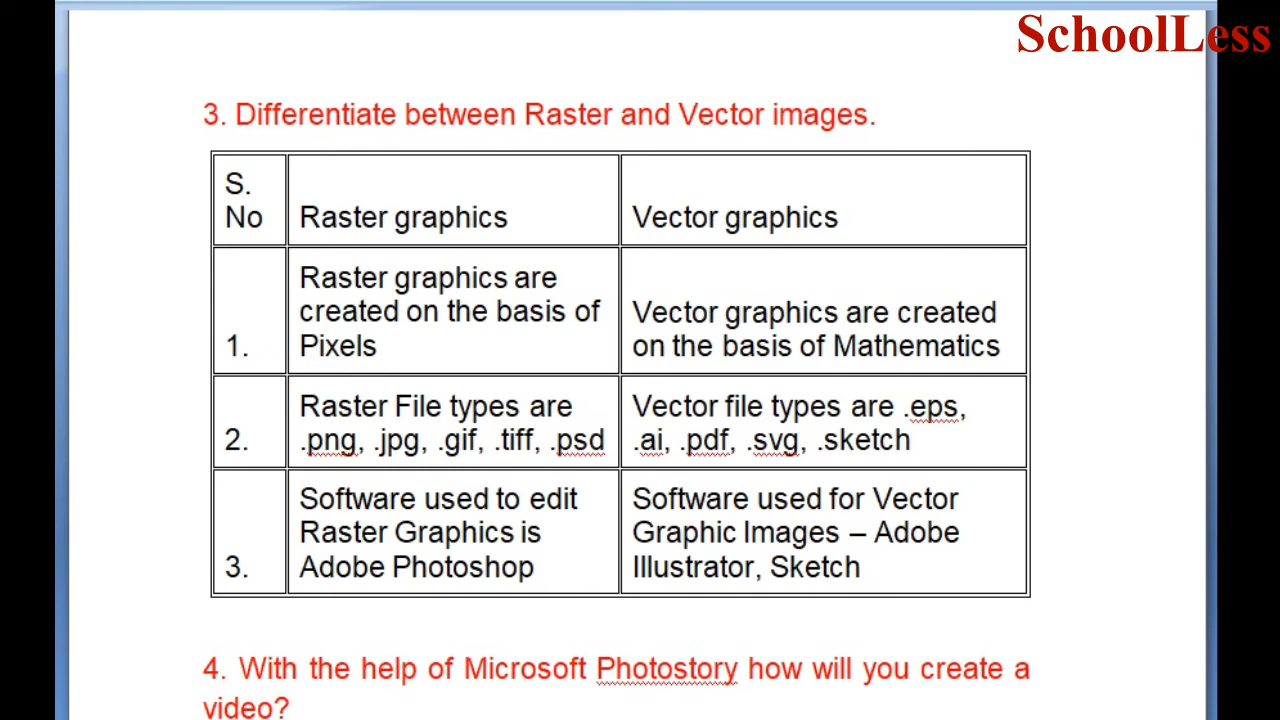 SchoolLess
3. Differentiate between Raster and Vector images.
S.
No
Raster graphics
Vector graphics
1.
Raster graphics are
created on the basis of
Pixels
Vector graphics are created
on the basis of Mathematics
2.
Raster File types are
.png, .jpg, .gif, .tiff, .psd
Vector file types are .eps,
.ai, .pdf, .svg, .sketch
3.
Software used to edit
Raster Graphics is
Adobe Photoshop
Software used for Vector
Graphic Images – Adobe
Illustrator, Sketch
4. With the help of Microsoft Photostory how will you create a
video?